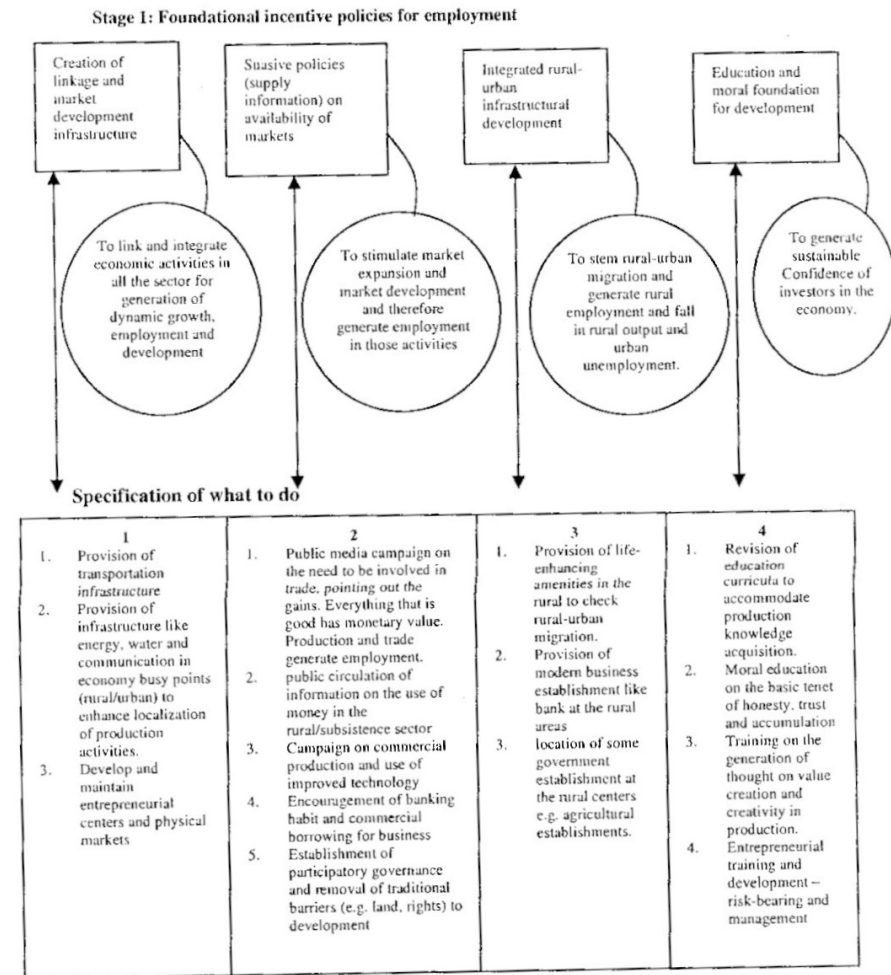 Stage 1: Foundational incentive policies for employment
Creation of
linkage and
market
development
infrastructure
Suasive policies
(supply
information) on
availability of
markets
Integrated rural-
urban
infrastructural
development
Education and
moral foundation
for development
To link and integrate
economic activities in
all the sector for
generation of
dynamic growth,
employment and
development
To stimulate market
expansion and
market development
and therefore
generate employment
in those activities
To stem rural-urban
migration and
generate rural
employment and fall
in rural output and
urban
unemployment.
To generate
sustainable
Confidence of
investors in the
economy.
Specification of what to do
1
1. Provision of
transportation
infrastructure
2. Provision of
infrastructure like
energy, water and
communication in
economy busy points
(rural/urban) to
enhance localization
of production
activities.
3. Develop and
maintain
entrepreneurial
centers and physical
markets
2
1. Public media campaign on
the need to be involved in
trade, pointing out the
gains. Everything that is
good has monetary value.
Production and trade
generate employment.
2. public circulation of
information on the use of
money in the
rural/subsistence sector
3. Campaign on commercial
production and use of
improved technology
4. Encouragement of banking
habit and commercial
borrowing for business
5. Establishment of
participatory governance
and removal of traditional
barriers (e.g. land, rights) to
development
3
1. Provision of life-
enhancing
amenities in the
rural to check
rural-urban
migration.
2. Provision of
modern business
establishment like
bank at the rural
areas
3. location of some
government
establishment at
the rural centers
e.g. agricultural
establishments.
4
1. Revision of
education
curricula to
accommodate
production
knowledge
acquisition.
2. Moral education
on the basic tenet
of honesty, trust
and accumulation
3. Training on the
generation of
thought on value
creation and
creativity in
production.
4. Entrepreneurial
training and
development –
risk-bearing and
management